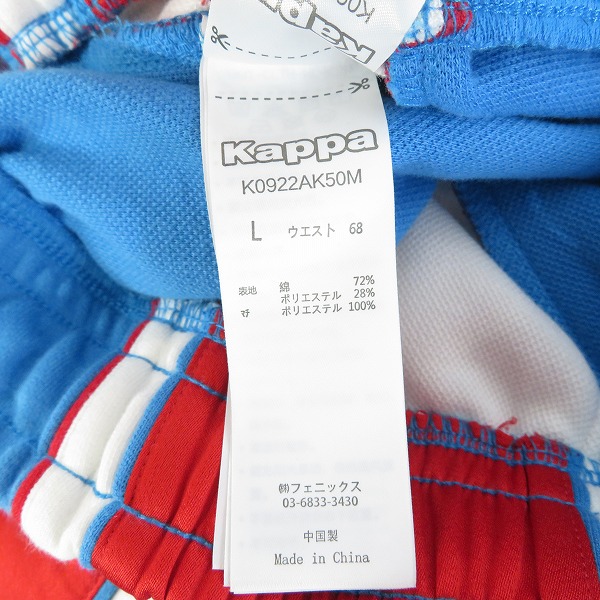 Kappa
K0922AK50M
L ウエスト 68
表地 綿 72%
ポリエステル 28%
ポリエステル 100%
㈱フェニックス
03-6833-3430
中国製
Made in China